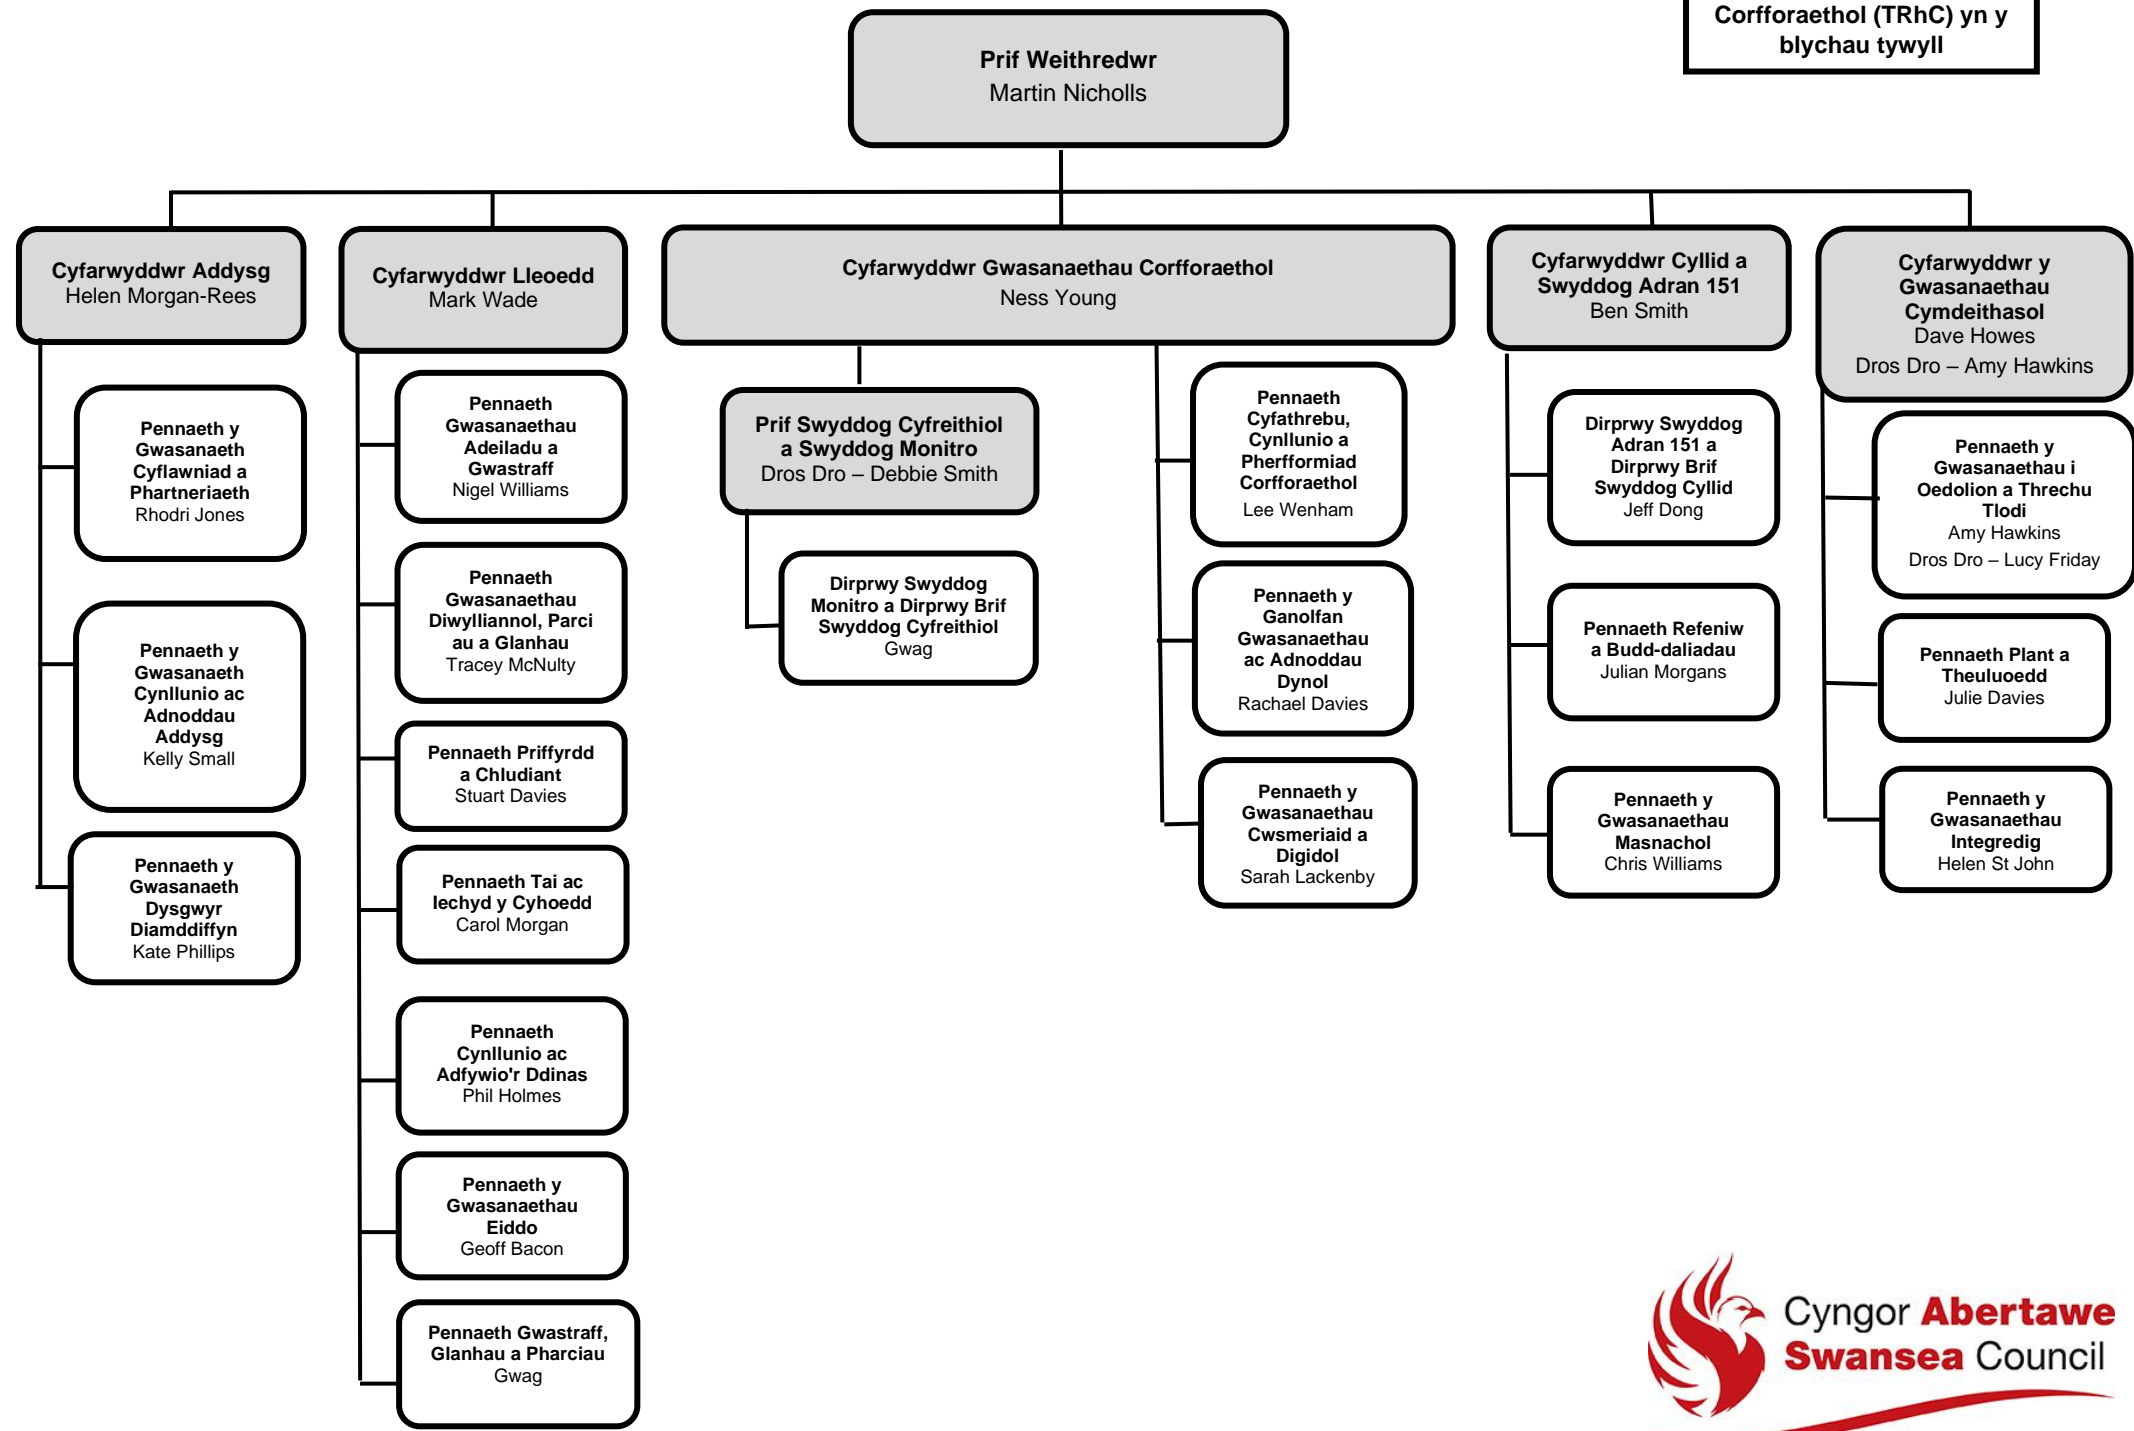 Corfforaethol (TRhC) yn y
blychau tywyll
Prif Weithredwr
Martin Nicholls
Cyfarwyddwr Addysg
Helen Morgan-Rees
Pennaeth y
Gwasanaeth
Cyflawniad a
Phartneriaeth
Rhodri Jones
Pennaeth y
Gwasanaeth
Cynllunio ac
Adnoddau
Addysg
Kelly Small
Pennaeth y
Gwasanaeth
Dysgwyr
Diamddiffyn
Kate Phillips
Cyfarwyddwr Lleoedd
Mark Wade
Pennaeth
Gwasanaethau
Adeiladu a
Gwastraff
Nigel Williams
Pennaeth
Gwasanaethau
Diwylliannol, Parci
au a Glanhau
Tracey McNulty
Pennaeth Priffyrdd
a Chludiant
Stuart Davies
Pennaeth Tai ac
Iechyd y Cyhoedd
Carol Morgan
Pennaeth
Cynllunio ac
Adfywio'r Ddinas
Phil Holmes
Pennaeth y
Gwasanaethau
Eiddo
Geoff Bacon
Pennaeth Gwastraff,
Glanhau a Pharciau
Gwag
Cyfarwyddwr Gwasanaethau Corfforaethol
Ness Young
Prif Swyddog Cyfreithiol
a Swyddog Monitro
Dros Dro – Debbie Smith
Dirprwy Swyddog
Monitro a Dirprwy Brif
Swyddog Cyfreithiol
Gwag
Pennaeth
Cyfathrebu,
Cynllunio a
Pherfformiad
Corfforaethol
Lee Wenham
Pennaeth y
Ganolfan
Gwasanaethau
ac Adnoddau
Dynol
Rachael Davies
Pennaeth y
Gwasanaethau
Cwsmeriaid a
Digidol
Sarah Lackenby
Cyfarwyddwr Cyllid a
Swyddog Adran 151
Ben Smith
Dirprwy Swyddog
Adran 151 a
Dirprwy Brif
Swyddog Cyllid
Jeff Dong
Pennaeth Refeniw
a Budd-daliadau
Julian Morgans
Pennaeth y
Gwasanaethau
Masnachol
Chris Williams
Cyfarwyddwr y
Gwasanaethau
Cymdeithasol
Dave Howes
Dros Dro – Amy Hawkins
Pennaeth y
Gwasanaethau i
Oedolion a Threchu
Tlodi
Amy Hawkins
Dros Dro – Lucy Friday
Pennaeth Plant a
Theuluoedd
Julie Davies
Pennaeth y
Gwasanaethau
Integredig
Helen St John
Cyngor Abertawe
Swansea Council